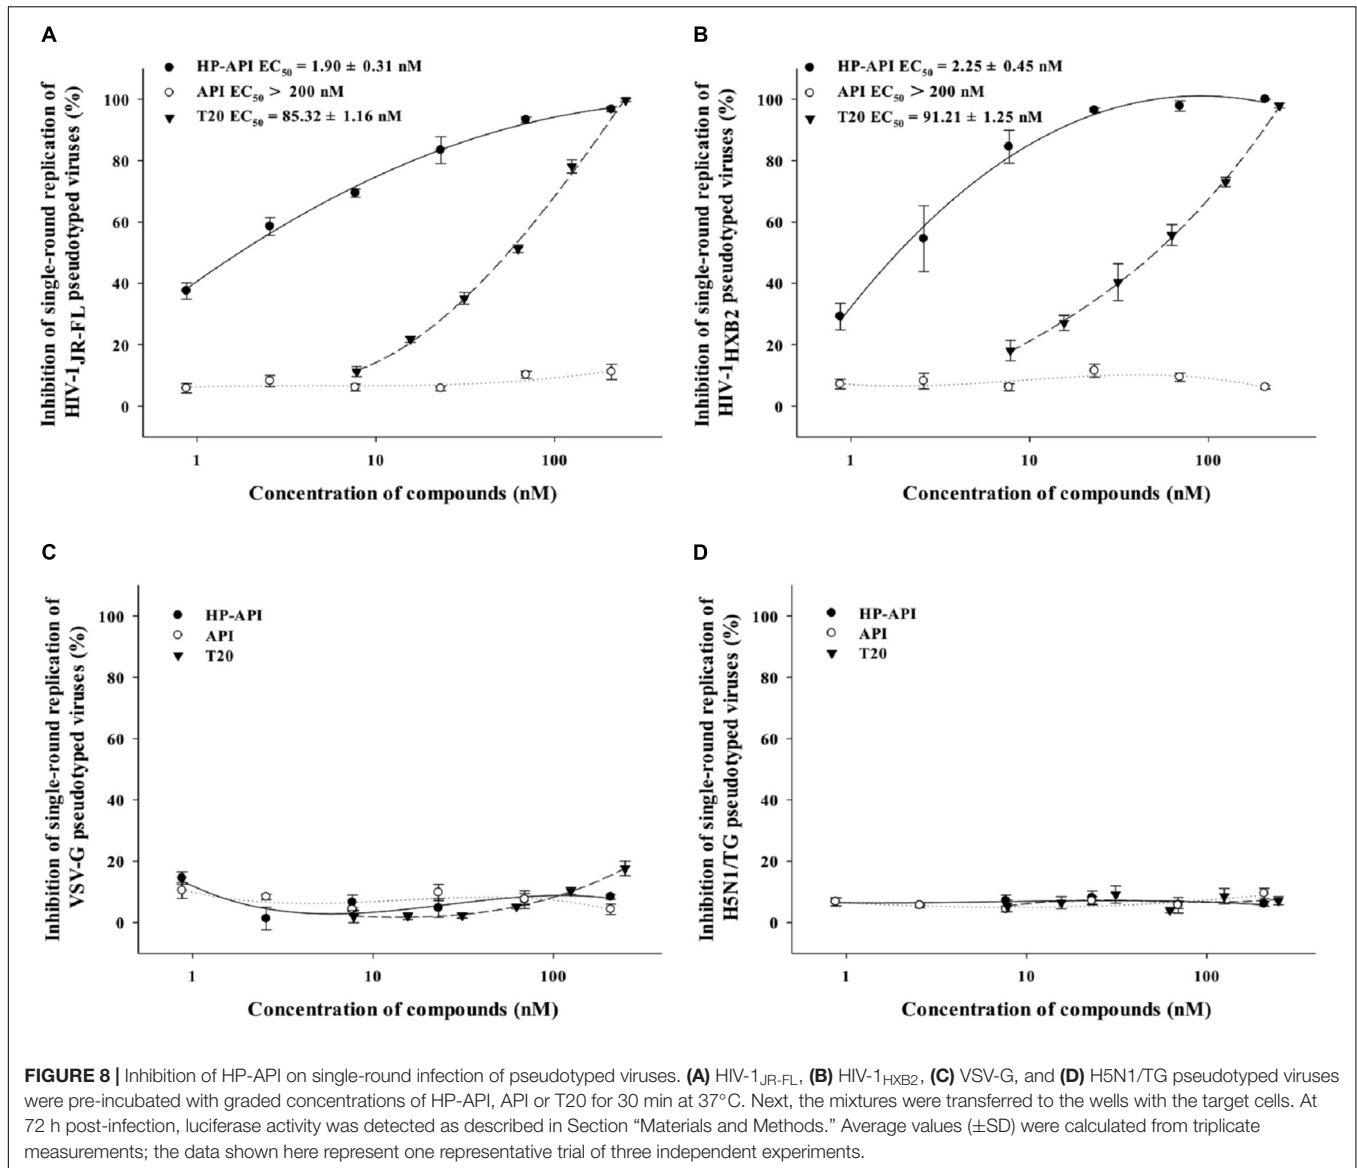 A
HP-API EC50 = 1.90 ± 0.31 nM
API EC50 > 200 nM
T20 EC50 = 85.32 ± 1.16 nM
Inhibition of single-round replication of
HIV-1JR-FL pseudotyped viruses (%)
100
80
60
40
20
0
1 10 100
Concentration of compounds (nM)
B
HP-API EC50 = 2.25 ± 0.45 nM
API EC50 > 200 nM
T20 EC50 = 91.21 ± 1.25 nM
Inhibition of single-round replication of
HIV-1HXB2 pseudotyped viruses (%)
100
80
60
40
20
0
1 10 100
Concentration of compounds (nM)
C
HP-API
API
T20
Inhibition of single-round replication of
VSV-G pseudotyped viruses (%)
100
80
60
40
20
0
1 10 100
Concentration of compounds (nM)
D
HP-API
API
T20
Inhibition of single-round replication of
H5N1/TG pseudotyped viruses (%)
100
80
60
40
20
0
1 10 100
Concentration of compounds (nM)
FIGURE 8 | Inhibition of HP-API on single-round infection of pseudotyped viruses. (A) HIV-1JR-FL, (B) HIV-1HXB2, (C) VSV-G, and (D) H5N1/TG pseudotyped viruses
were pre-incubated with graded concentrations of HP-API, API or T20 for 30 min at 37°C. Next, the mixtures were transferred to the wells with the target cells. At
72 h post-infection, luciferase activity was detected as described in Section “Materials and Methods.” Average values (±SD) were calculated from triplicate
measurements; the data shown here represent one representative trial of three independent experiments.